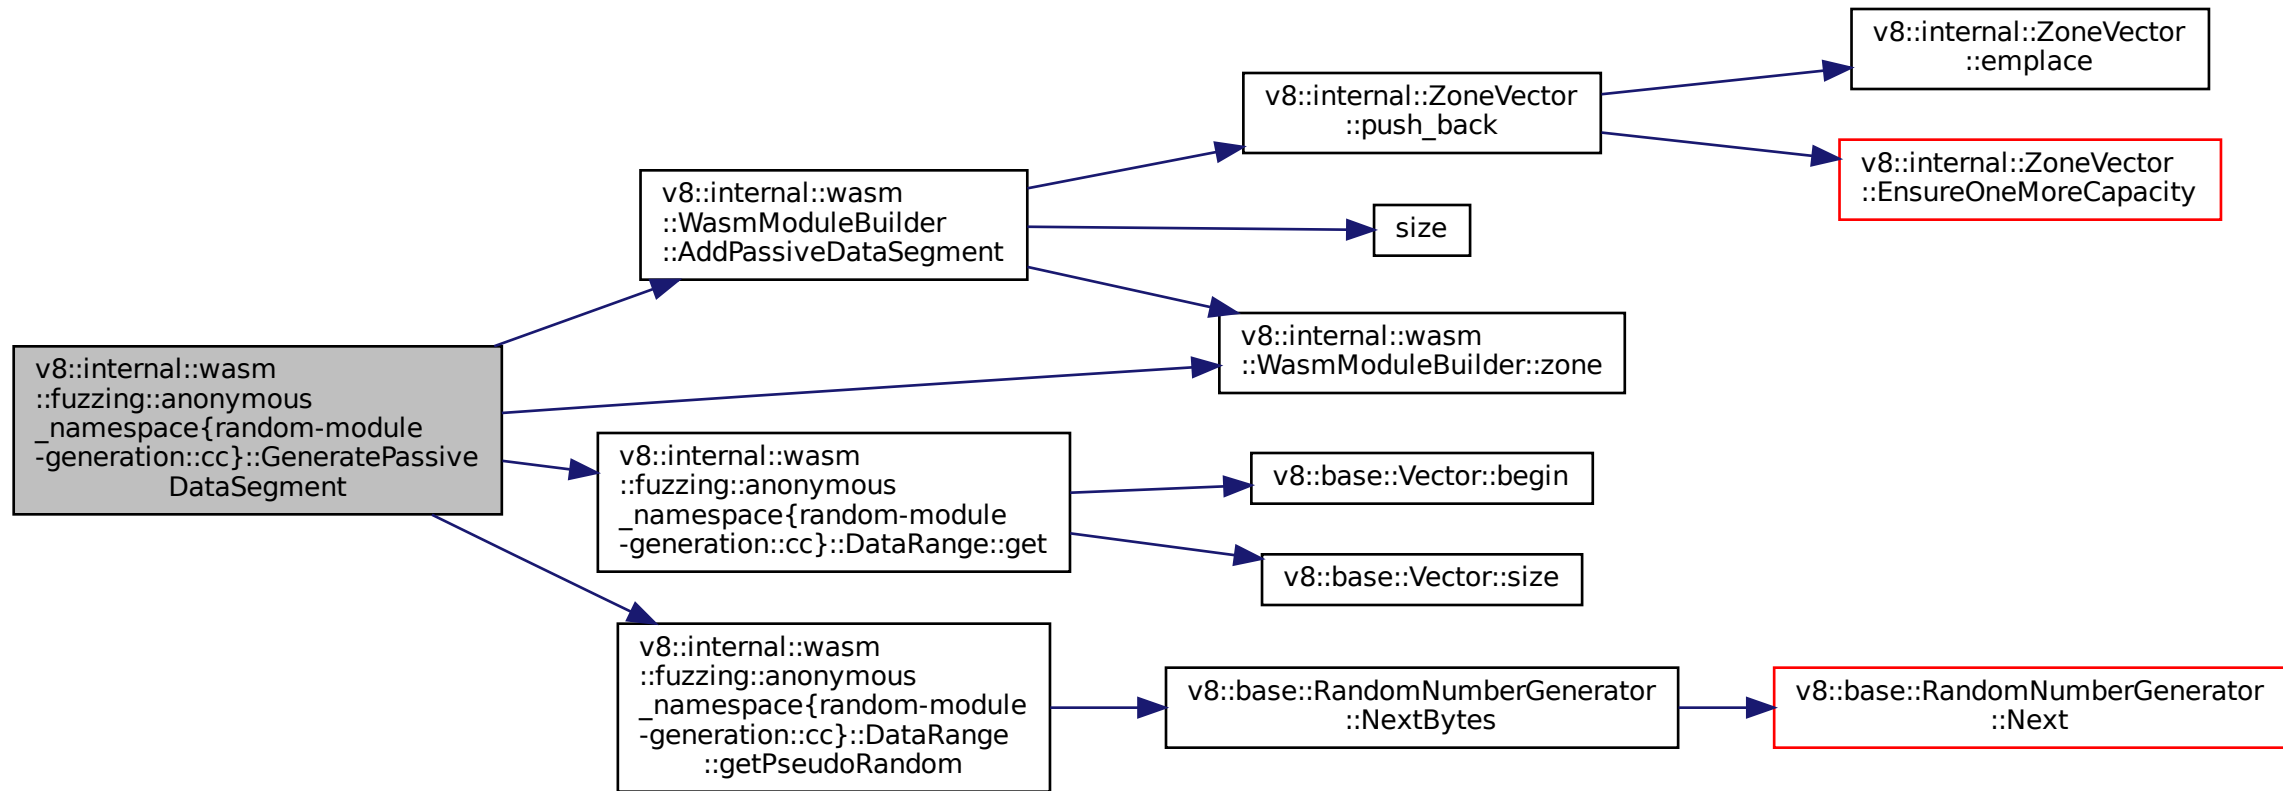 v8::internal::wasm
::fuzzing::anonymous
_namespace{random-module
-generation::cc}::GeneratePassive
DataSegment
v8::internal::wasm
::WasmModuleBuilder
::AddPassiveDataSegment
v8::internal::ZoneVector
::push_back
v8::internal::ZoneVector
::emplace
v8::internal::ZoneVector
::EnsureOneMoreCapacity
size
v8::internal::wasm
::WasmModuleBuilder::zone
v8::internal::wasm
::fuzzing::anonymous
_namespace{random-module
-generation::cc}::DataRange::get
v8::base::Vector::begin
v8::base::Vector::size
v8::internal::wasm
::fuzzing::anonymous
_namespace{random-module
-generation::cc}::DataRange
::getPseudoRandom
v8::base::RandomNumberGenerator
::NextBytes
v8::base::RandomNumberGenerator
::Next